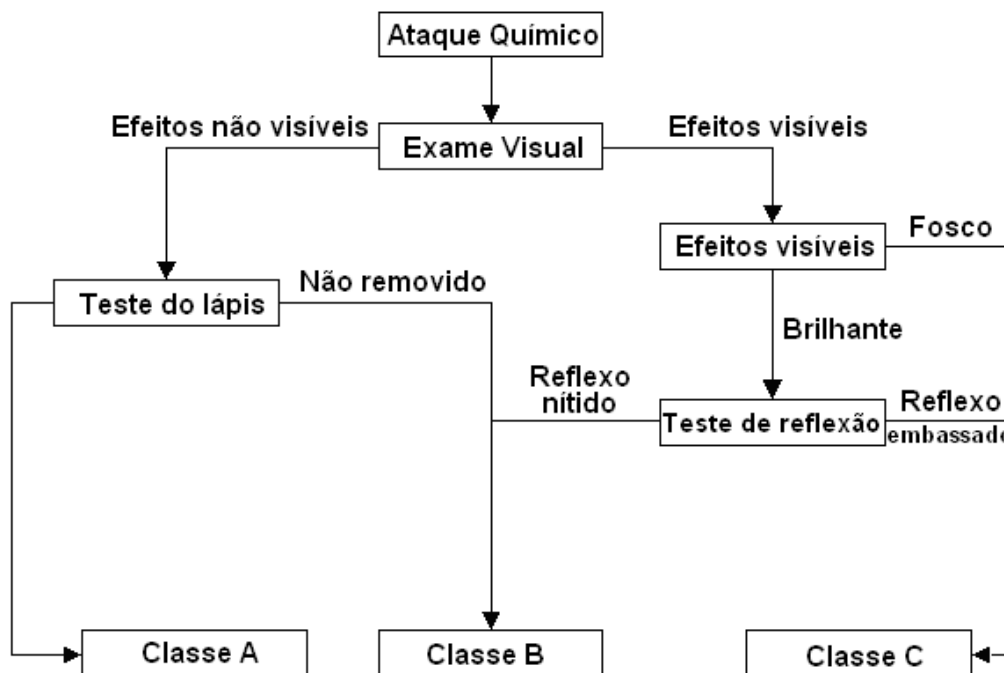 Ataque Químico
Efeitos não visíveis
Efeitos visíveis
Exame Visual
Efeitos visíveis
Fosco
Teste do lápis
Não removido
Brilhante
Reflexo
nítido
Teste de reflexão
Reflexo
embassado
Classe A
Classe B
Classe C